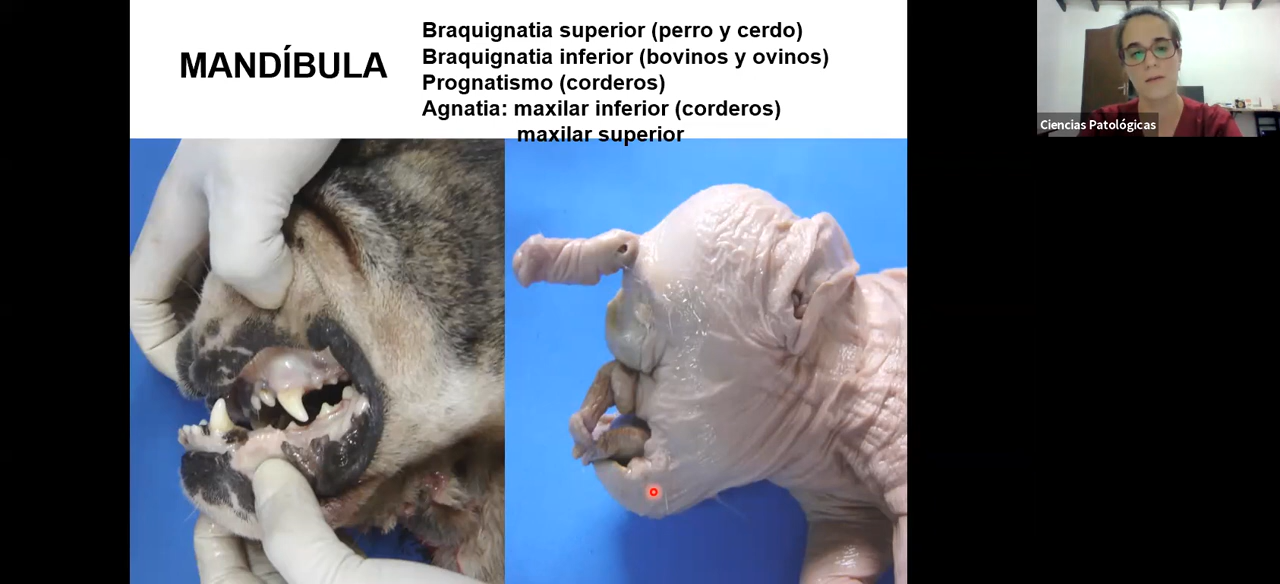 MANDÍBULA
Braquignatia superior (perro y cerdo)
Braquignatia inferior (bovinos y ovinos)
Prognatismo (corderos)
Agnatia: maxilar inferior (corderos)
maxilar superior
Ciencias Patológicas